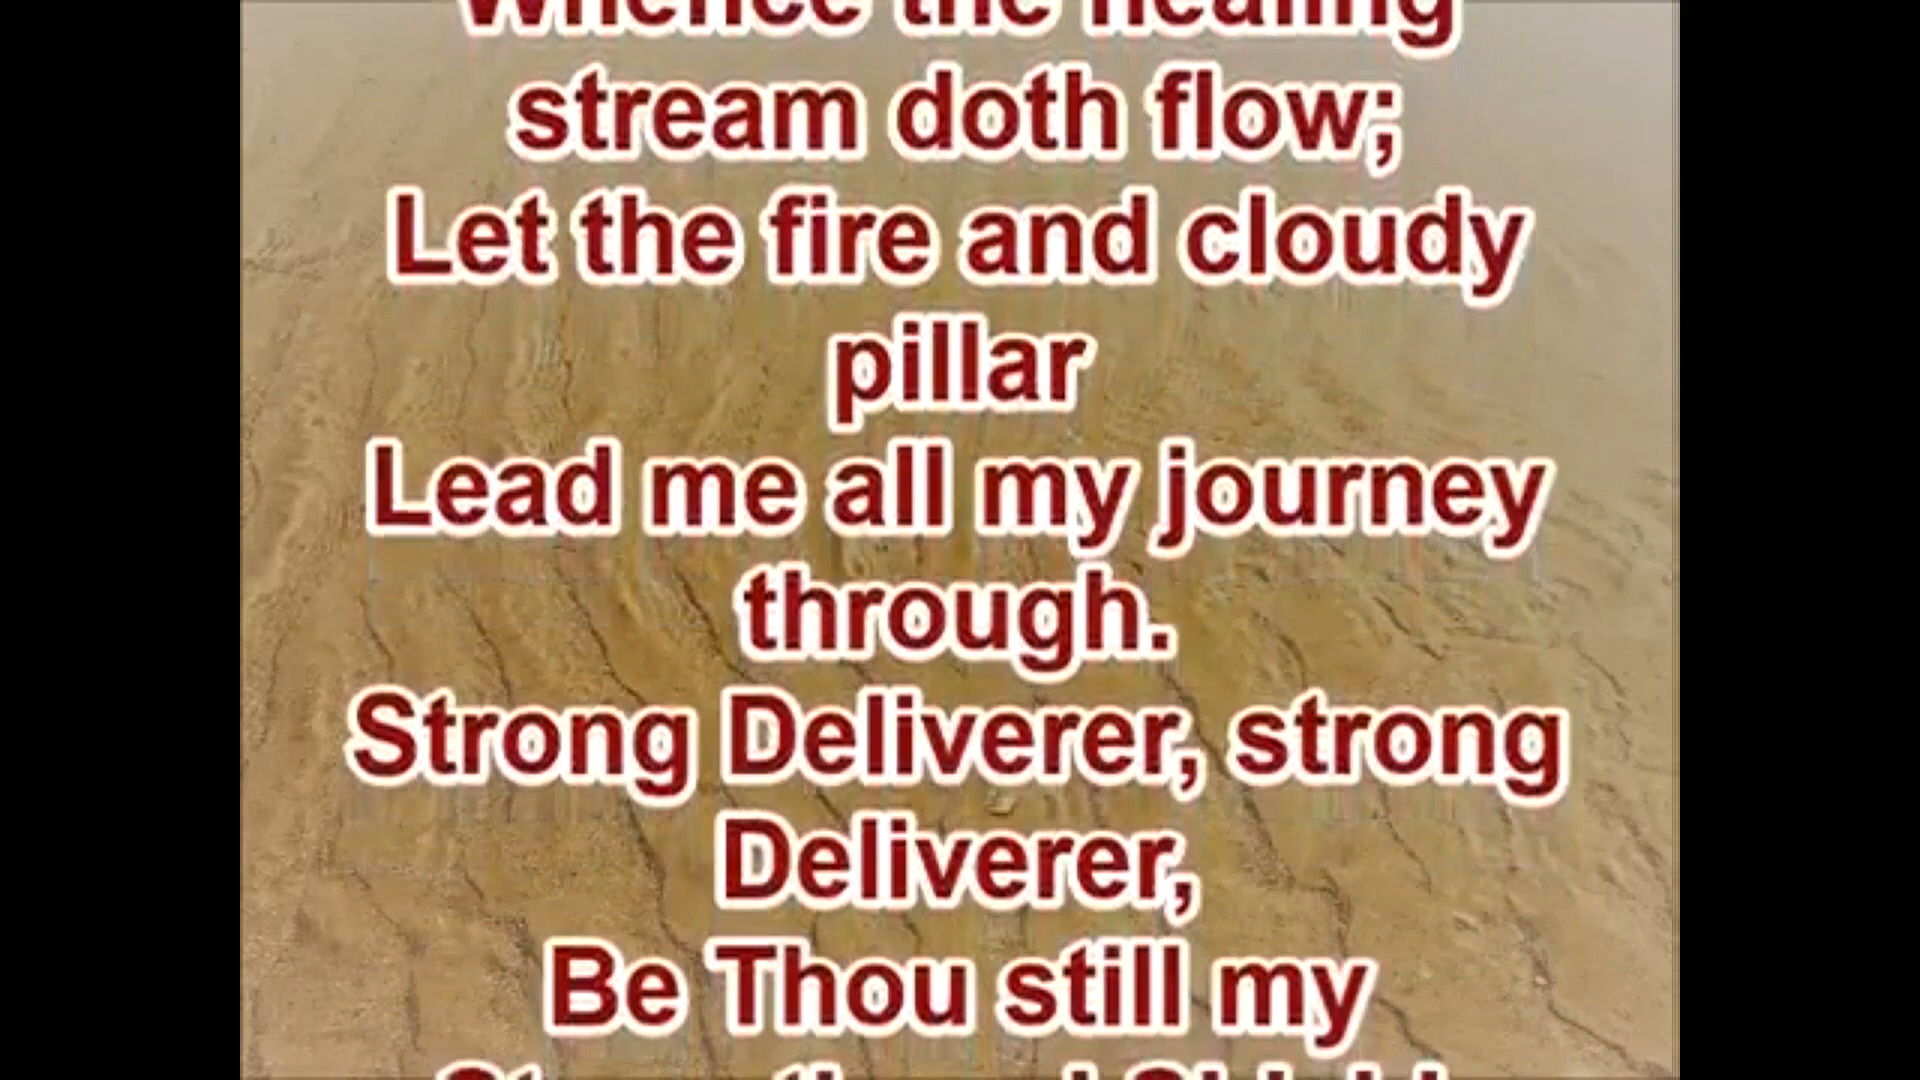 Whence the healing
stream doth flow;
Let the fire and cloudy
pillar
Lead me all my journey
through.
Strong Deliverer, strong
Deliverer,
Be Thou still my